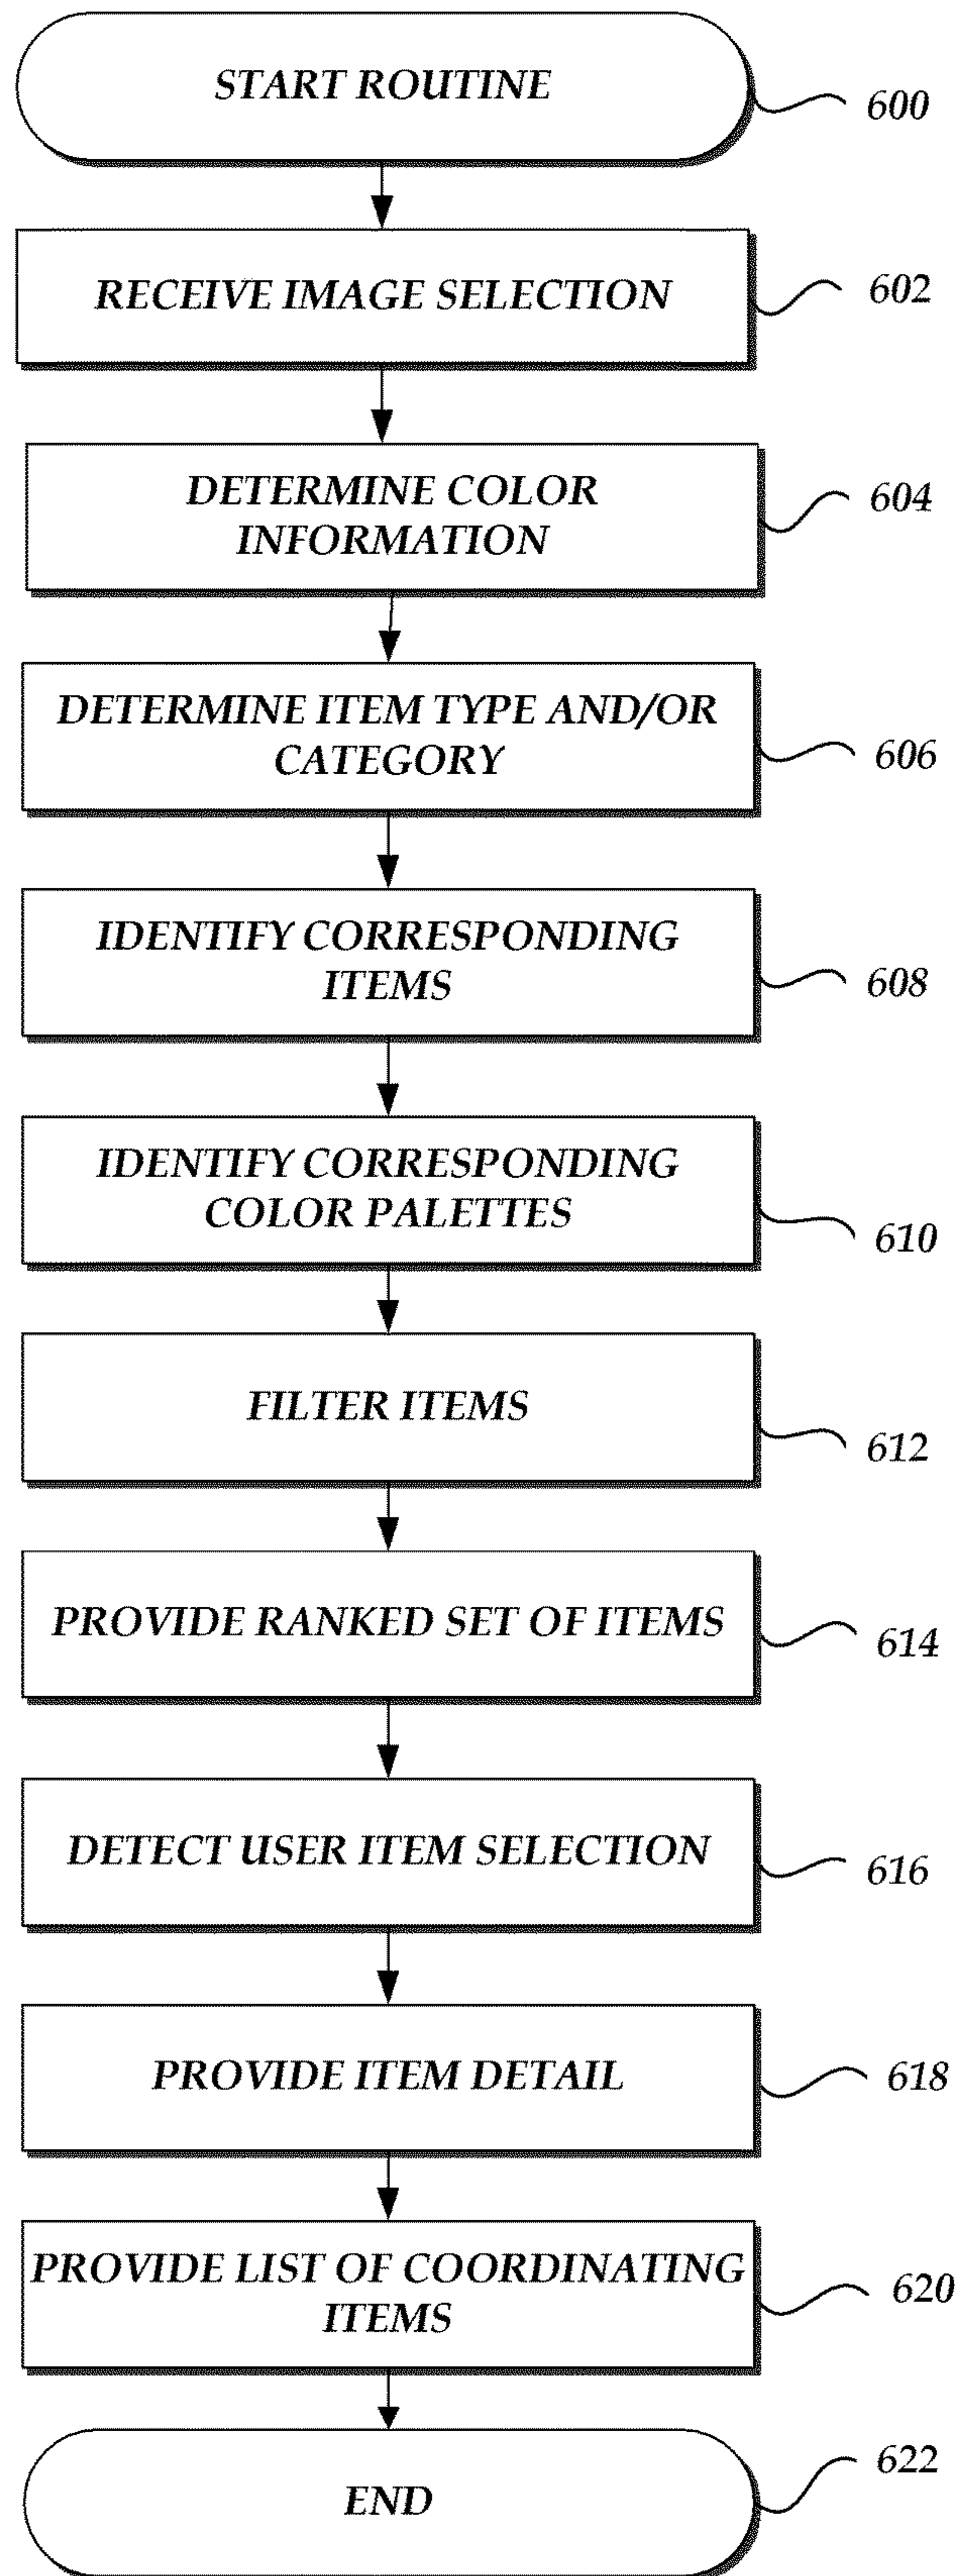 START ROUTINE
600
RECEIVE IMAGE SELECTION
602
DETERMINE COLOR
INFORMATION
604
DETERMINE ITEM TYPE AND/OR
CATEGORY
606
IDENTIFY CORRESPONDING
ITEMS
608
IDENTIFY CORRESPONDING
COLOR PALETTES
610
FILTER ITEMS
612
PROVIDE RANKED SET OF ITEMS
614
DETECT USER ITEM SELECTION
616
PROVIDE ITEM DETAIL
618
PROVIDE LIST OF COORDINATING
ITEMS
620
END
622